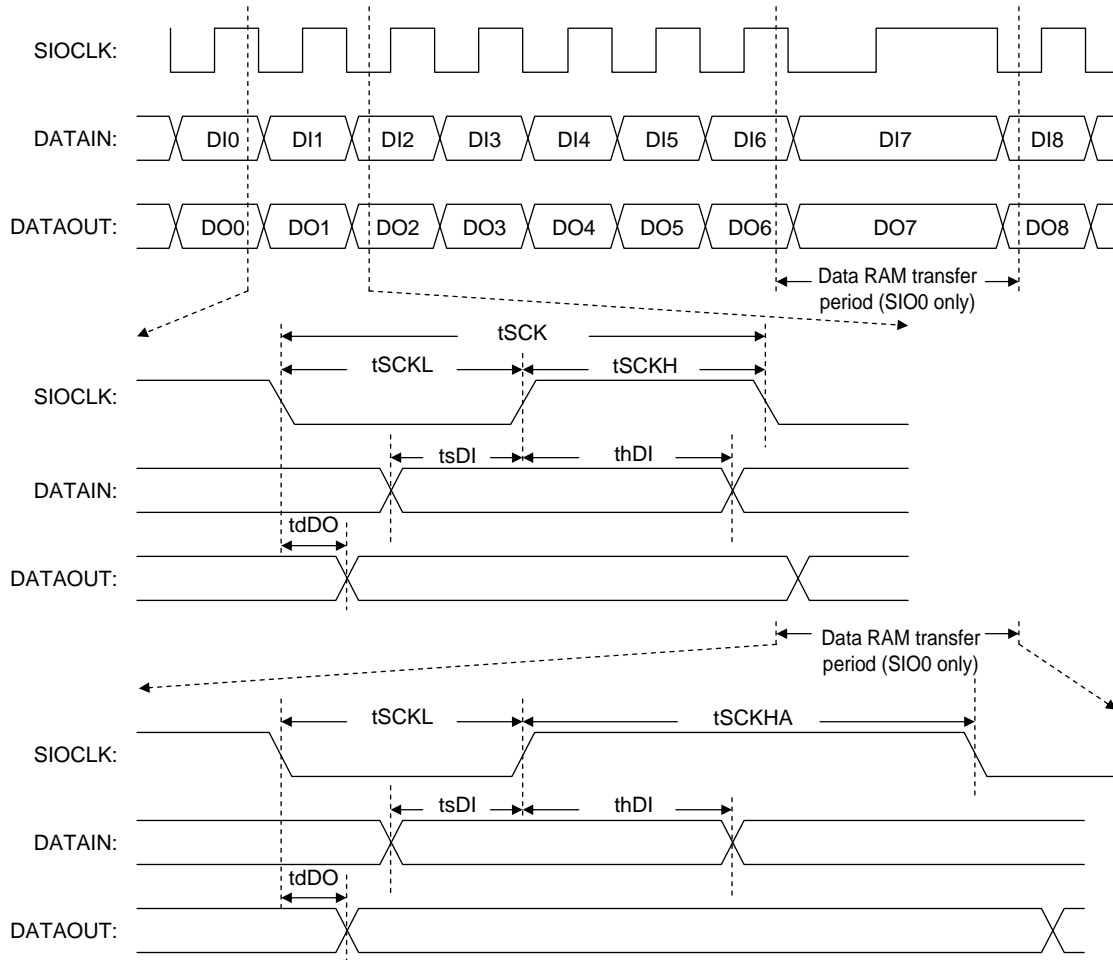 SIOCLK:
DATAIN: DI0 DI1 DI2 DI3 DI4 DI5 DI6 DI7 DI8
DATAOUT: DO0 DO1 DO2 DO3 DO4 DO5 DO6 DO7 DO8
Data RAM transfer
period (SIO0 only)
tSCK
tSCKL tSCKH
SIOCLK:
tsDI thDI
DATAIN:
tdDO
DATAOUT:
Data RAM transfer
period (SIO0 only)
tSCKL tSCKHA
SIOCLK:
tsDI thDI
DATAIN:
tdDO
DATAOUT: